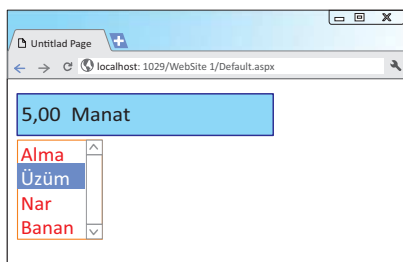 Untitlad Page
localhost: 1029/WebSite 1/Default.aspx
5,00 Manat
Alma
Üzüm
Nar
Banan